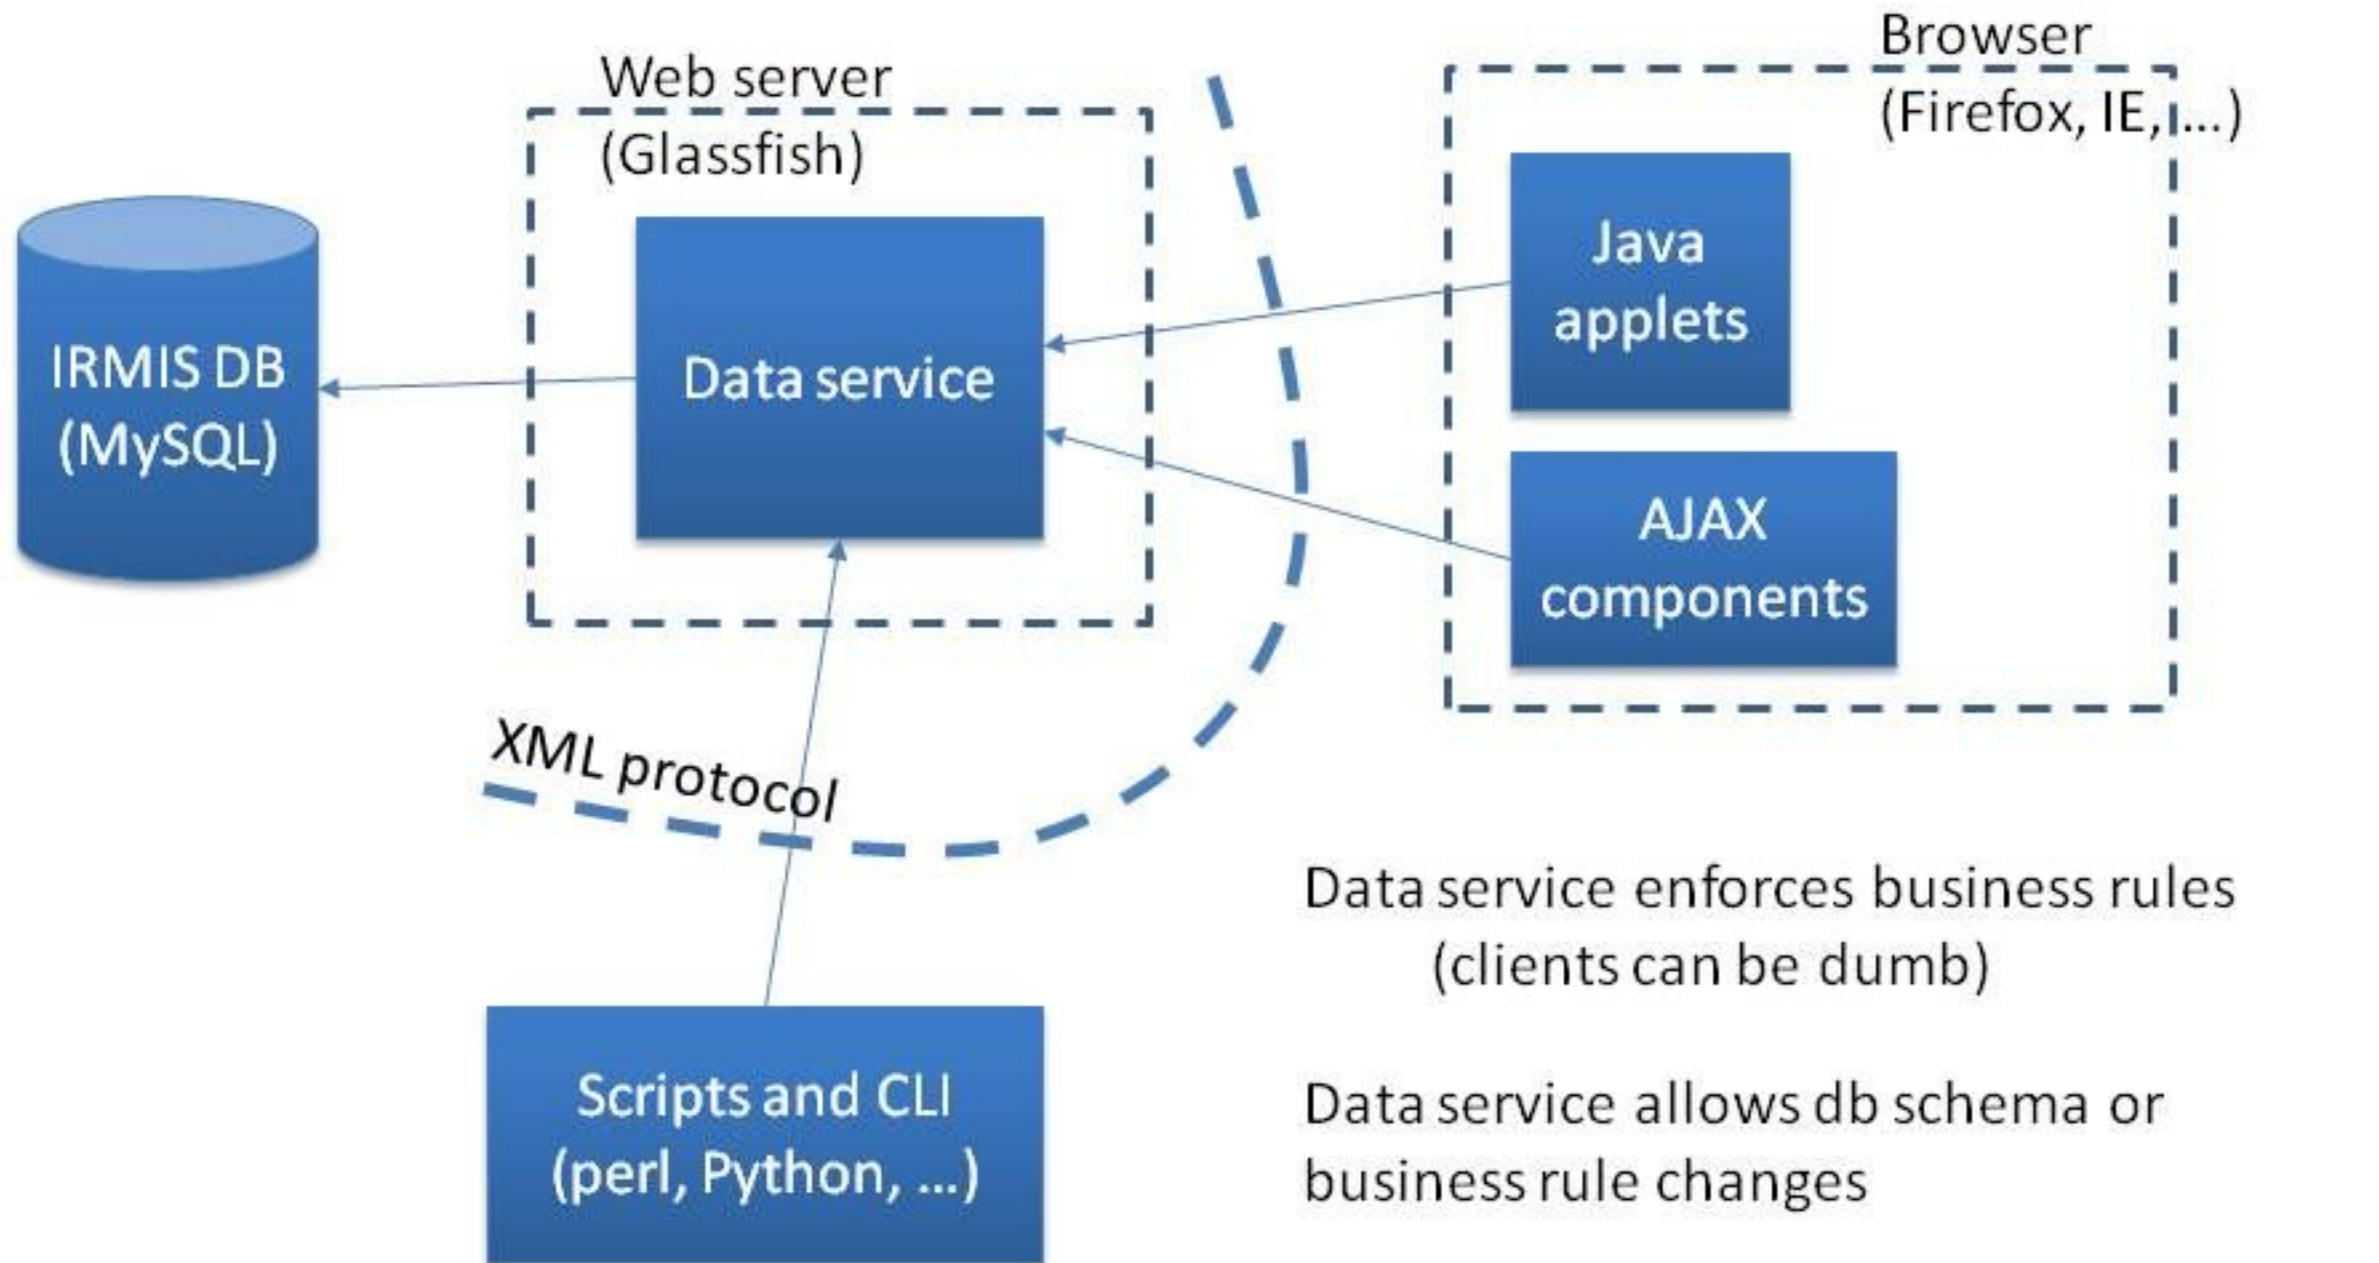 Web server
(Glassfish)
Browser
(Firefox, IE, ...)
IRMIS DB
(MySQL)
Data service
Java
applets
AJAX
components
XML protocol
Scripts and CLI
(perl, Python, ...)
Data service enforces business rules
(clients can be dumb)
Data service allows db schema or
business rule changes